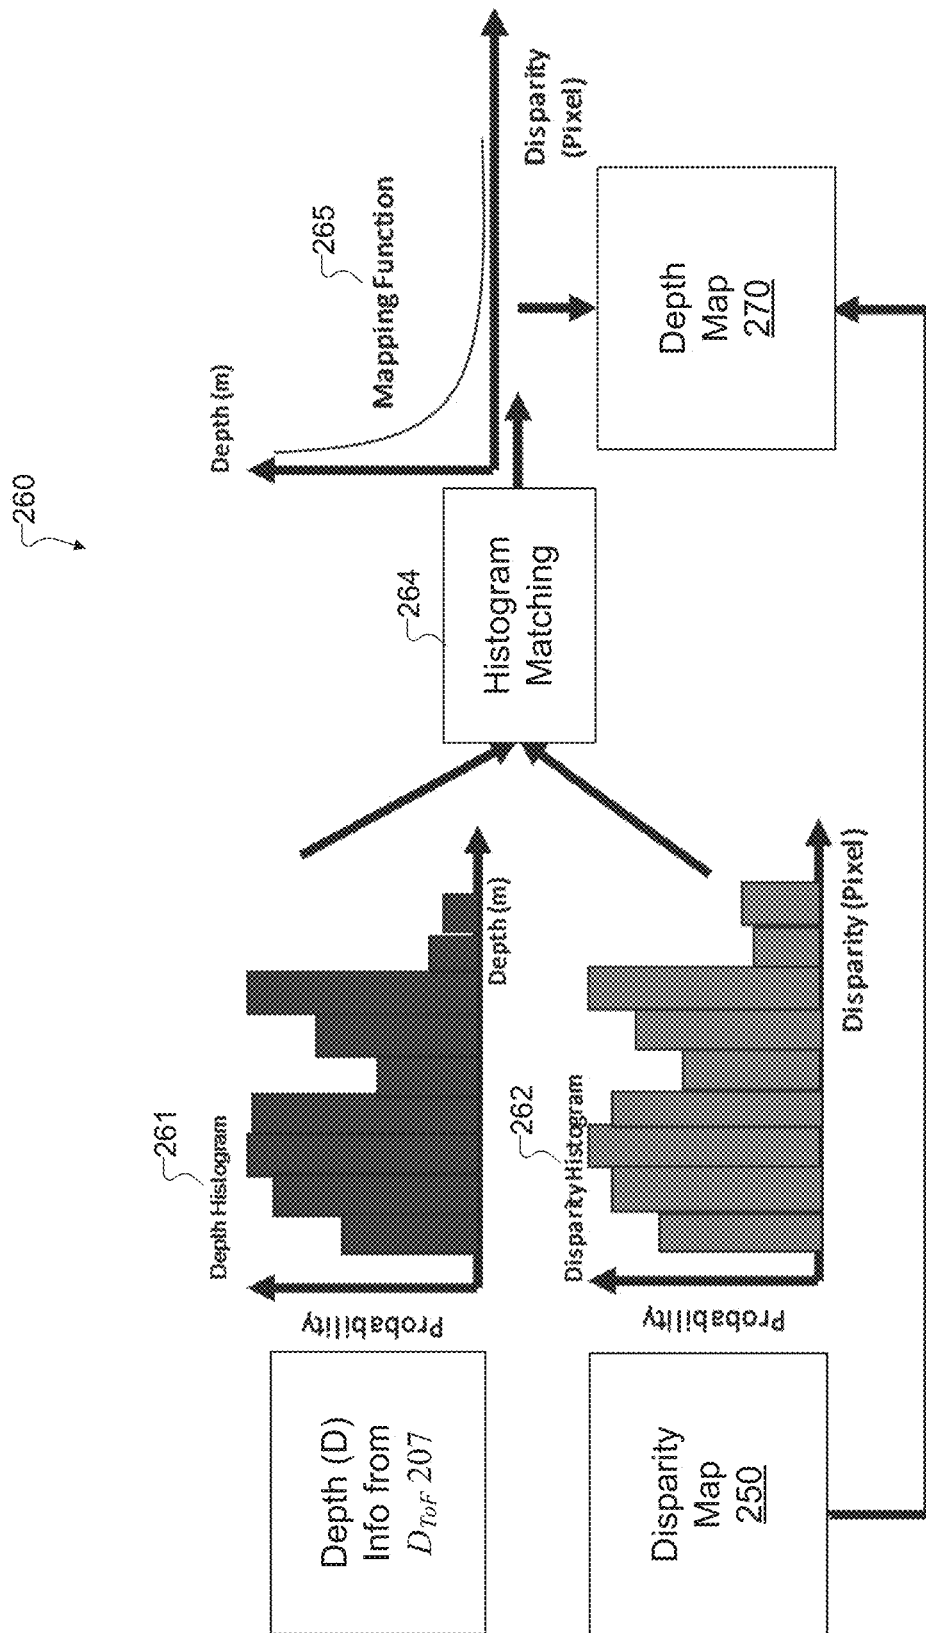 260
Depth (D)
Info from
D_ToF 207
Probability
Depth Histogram
261
Depth (m)
Disparity
Map
250
Probability
Disparity Histogram
262
Disparity (Pixel)
264
Histogram
Matching
Depth (m)
265
Mapping Function
Disparity
(Pixel)
Depth
Map
270